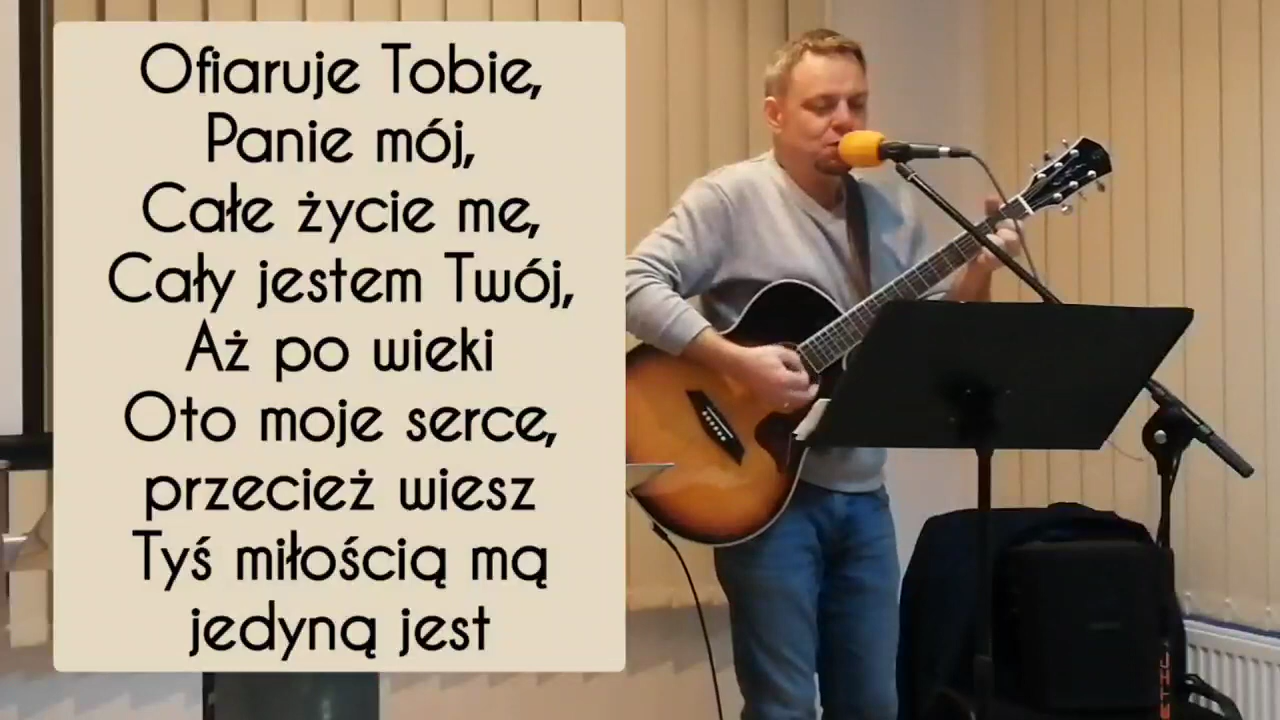 Ofiaruje Tobie,
Panie mój,
Całe życie me,
Cały jestem Twój,
Aż po wieki
Oto moje serce,
przecież wiesz
Tyś miłością mą
jedyną jest